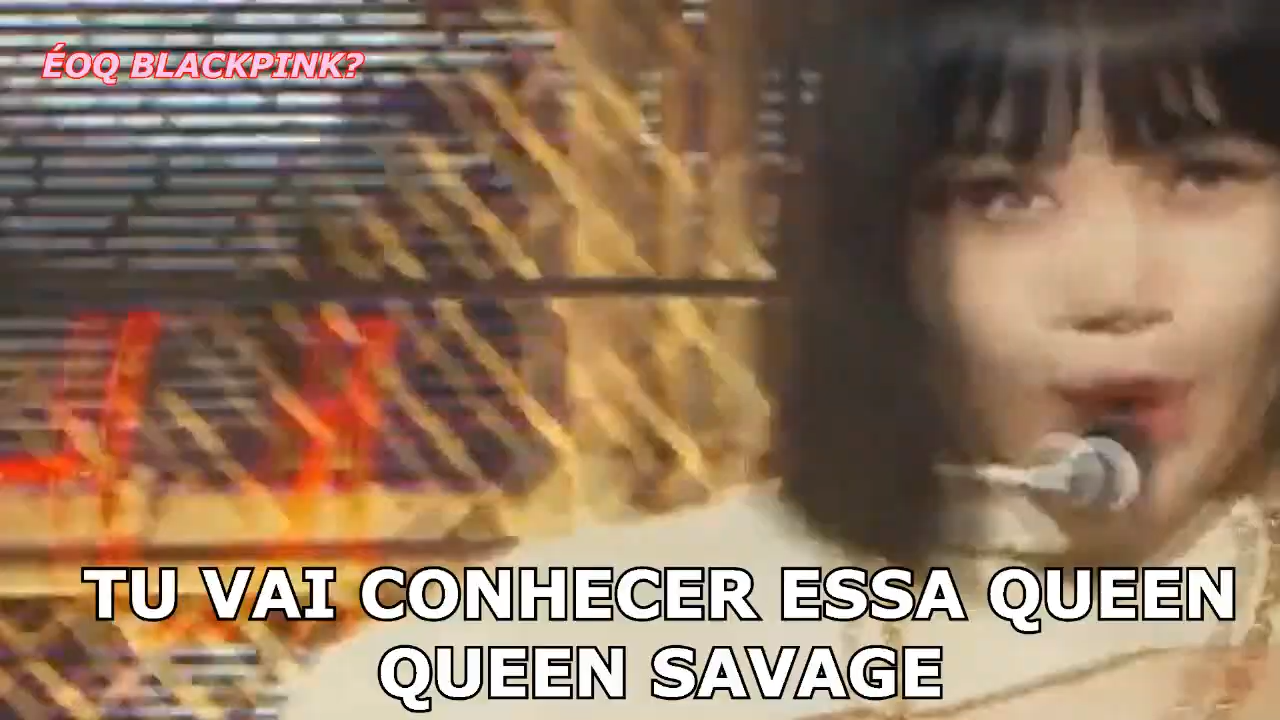 ÉOQ BLACKPINK?
TU VAI CONHECER ESSA QUEEN
QUEEN SAVAGE